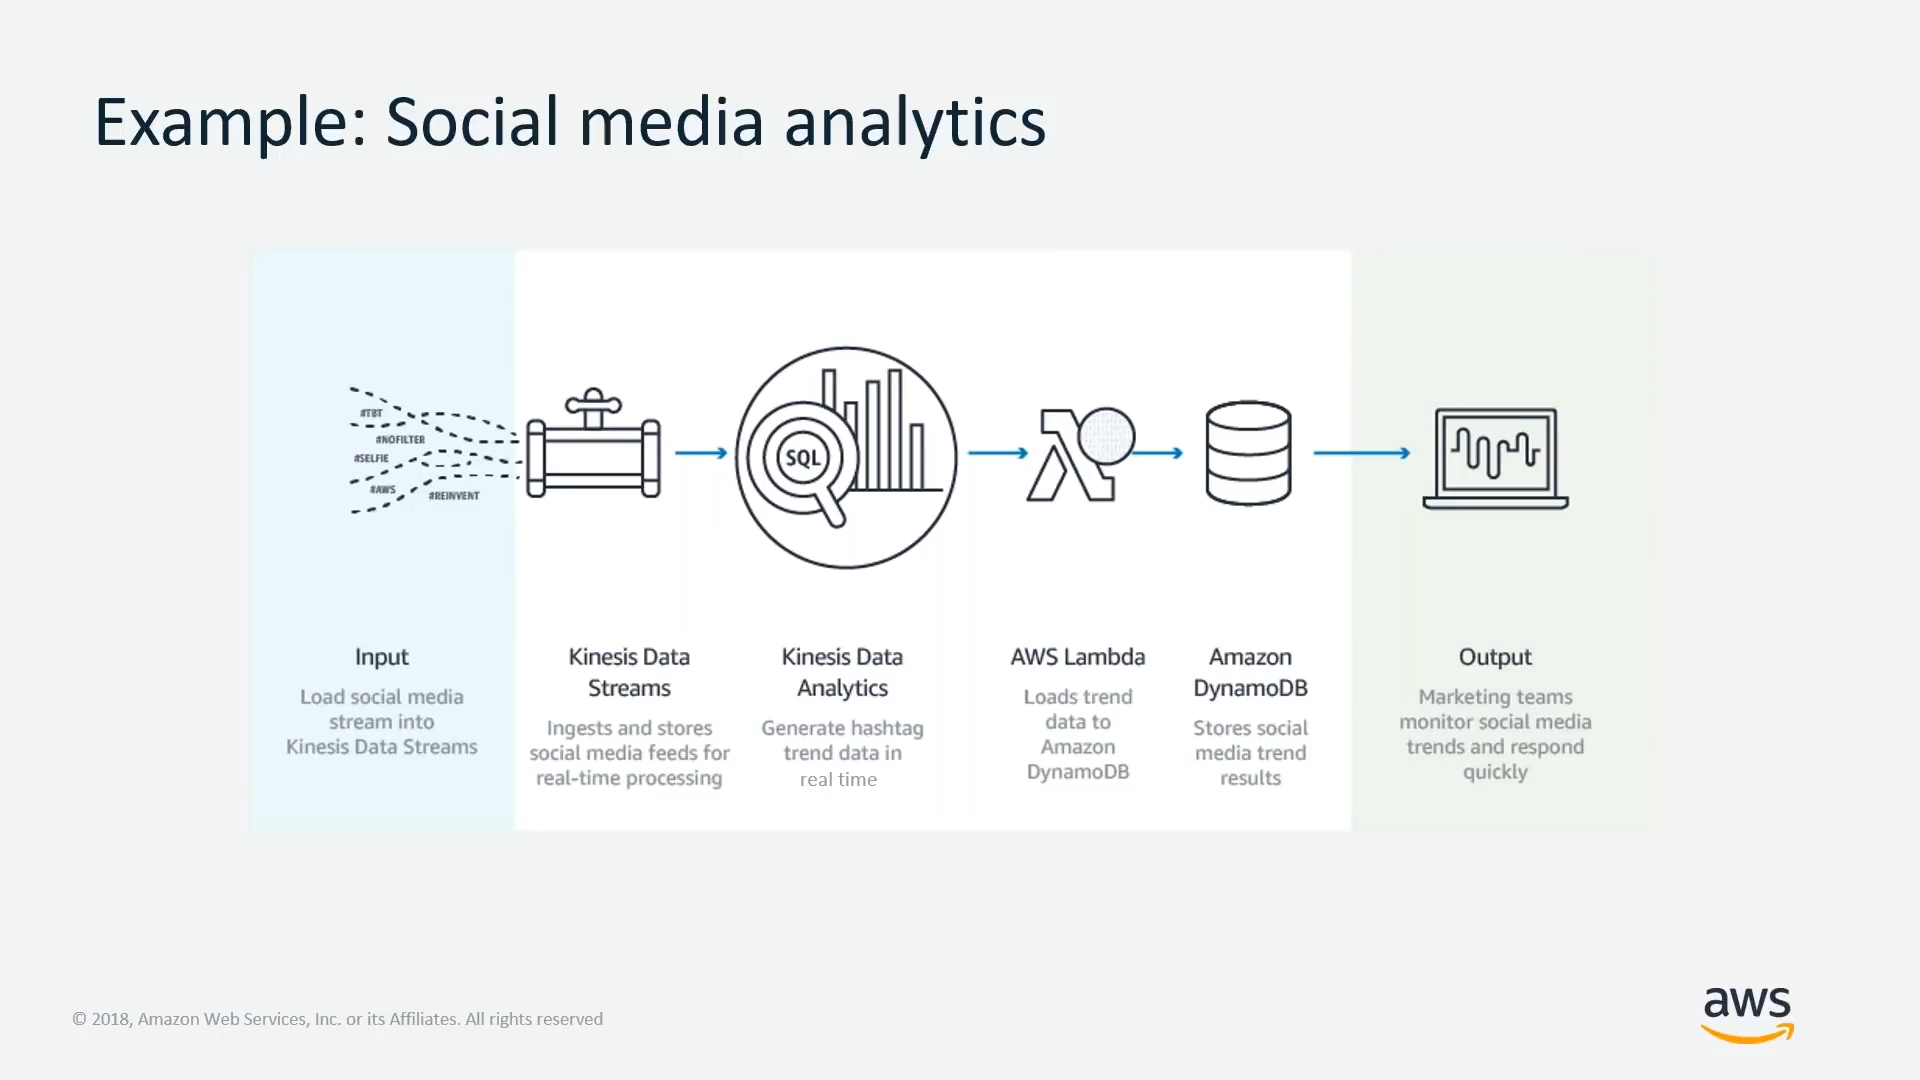 Example: Social media analytics
#TBT
#NOFILTER
#SELFIE
#AWS
#REINVENT
SQL
Input
Load social media
stream into
Kinesis Data Streams
Kinesis Data
Streams
Ingests and stores
social media feeds for
real-time processing
Kinesis Data
Analytics
Generate hashtag
trend data in
real time
AWS Lambda
Loads trend
data to
Amazon
DynamoDB
Amazon
DynamoDB
Stores social
media trend
results
Output
Marketing teams
monitor social media
trends and respond
quickly
© 2018, Amazon Web Services, Inc. or its Affiliates. All rights reserved
aws